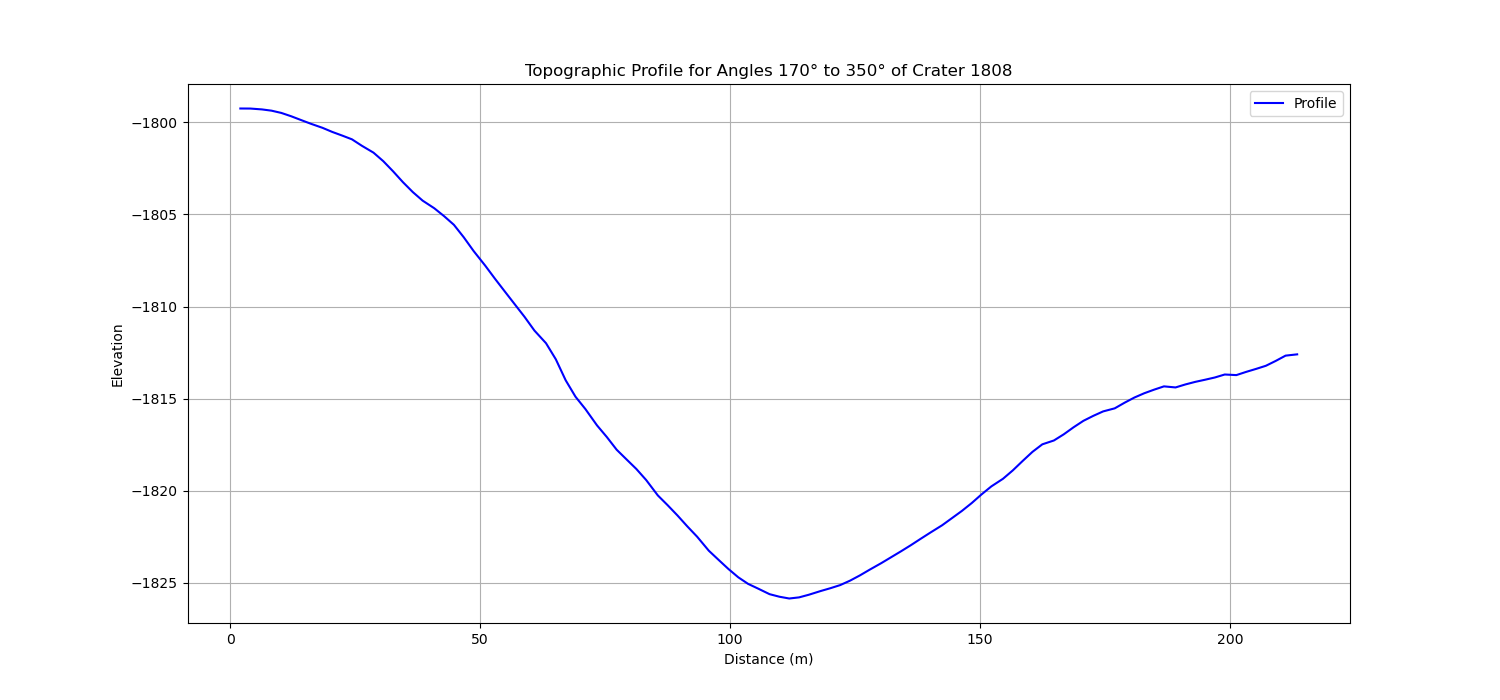 Topographic Profile for Angles 170° to 350° of Crater 1808
Profile
−1800
−1805
−1810
−1815
−1820
−1825
Elevation
0 50 100 150 200
Distance (m)